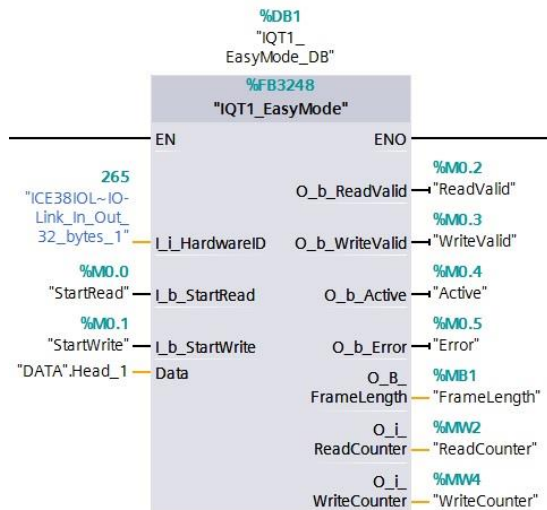 %DB1
"IQT1_
EasyMode_DB"
%FB3248
"IQT1_EasyMode"
EN
ENO
265
"ICE38IOL~IO-
Link_In_Out_
32_bytes_1"
I_i_HardwareID
%M0.0
"StartRead"
I_b_StartRead
%M0.1
"StartWrite"
I_b_StartWrite
"DATA".Head_1
Data
O_b_ReadValid
%M0.2
"ReadValid"
O_b_WriteValid
%M0.3
"WriteValid"
O_b_Active
%M0.4
"Active"
O_b_Error
%M0.5
"Error"
O_B_
FrameLength
%MB1
"FrameLength"
O_i_
ReadCounter
%MW2
"ReadCounter"
O_i_
WriteCounter
%MW4
"WriteCounter"